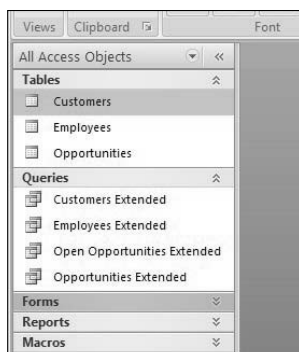 Views Clipboard Font
All Access Objects
Tables
Customers
Employees
Opportunities
Queries
Customers Extended
Employees Extended
Open Opportunities Extended
Opportunities Extended
Forms
Reports
Macros